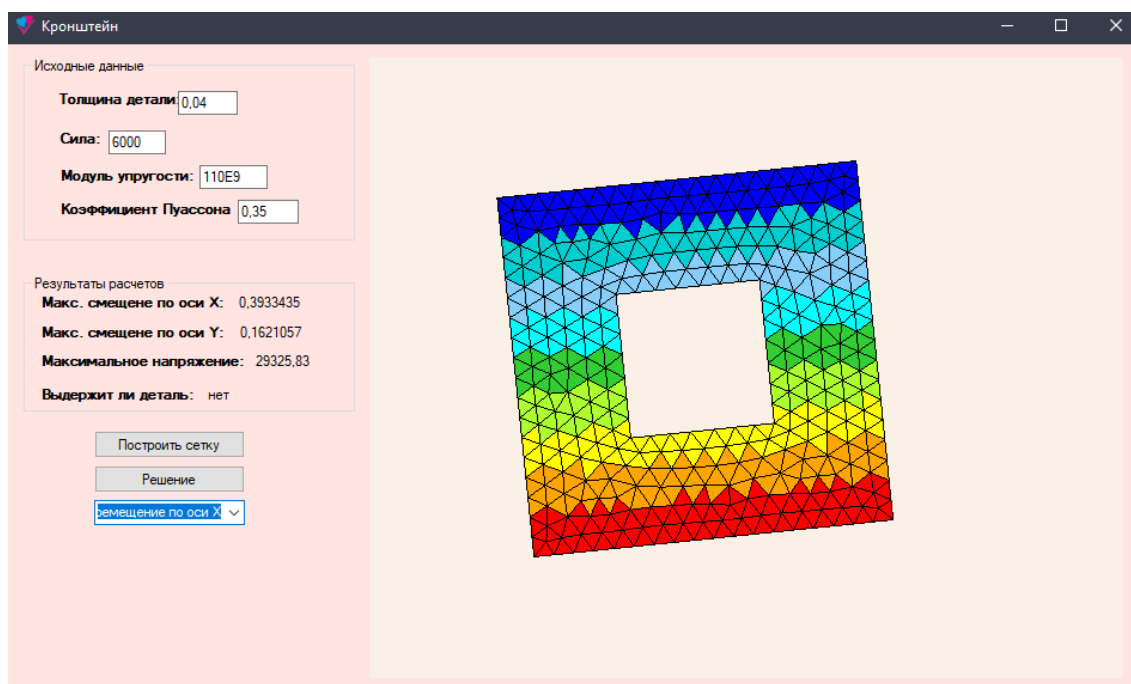 Кронштейн
Исходные данные
Толщина детали: 0,04
Сила: 6000
Модуль упругости: 110E9
Коэффициент Пуассона 0,35
Результаты расчетов
Макс. смещене по оси X: 0,3933435
Макс. смещене по оси Y: 0,1621057
Максимальное напряжение: 29325,83
Выдержит ли деталь: нет
Построить сетку
Решение
ремещение по оси X